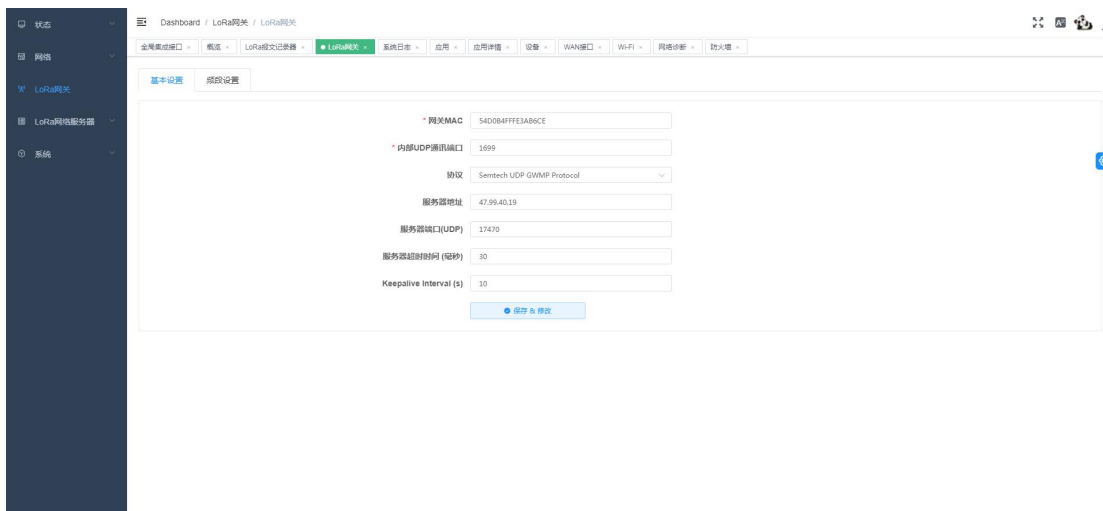 状态
网络
LoRa网关
LoRa网络服务器
系统
Dashboard / LoRa网关 / LoRa网关
全局集成接口 × 概览 × LoRa报文记录器 × LoRa网关 × 系统日志 × 应用 × 应用详情 × 设备 × WAN接口 × Wi-Fi × 网络诊断 × 防火墙 ×
基本设置 频段设置
* 网关MAC 54D0B4FFFE3AB6CE
* 内部UDP通讯端口 1699
协议 Semtech UDP GWMP Protocol
服务器地址 47.99.40.19
服务器端口(UDP) 17470
服务器超时时间 (毫秒) 30
Keepalive Interval (s) 10
保存 & 修改